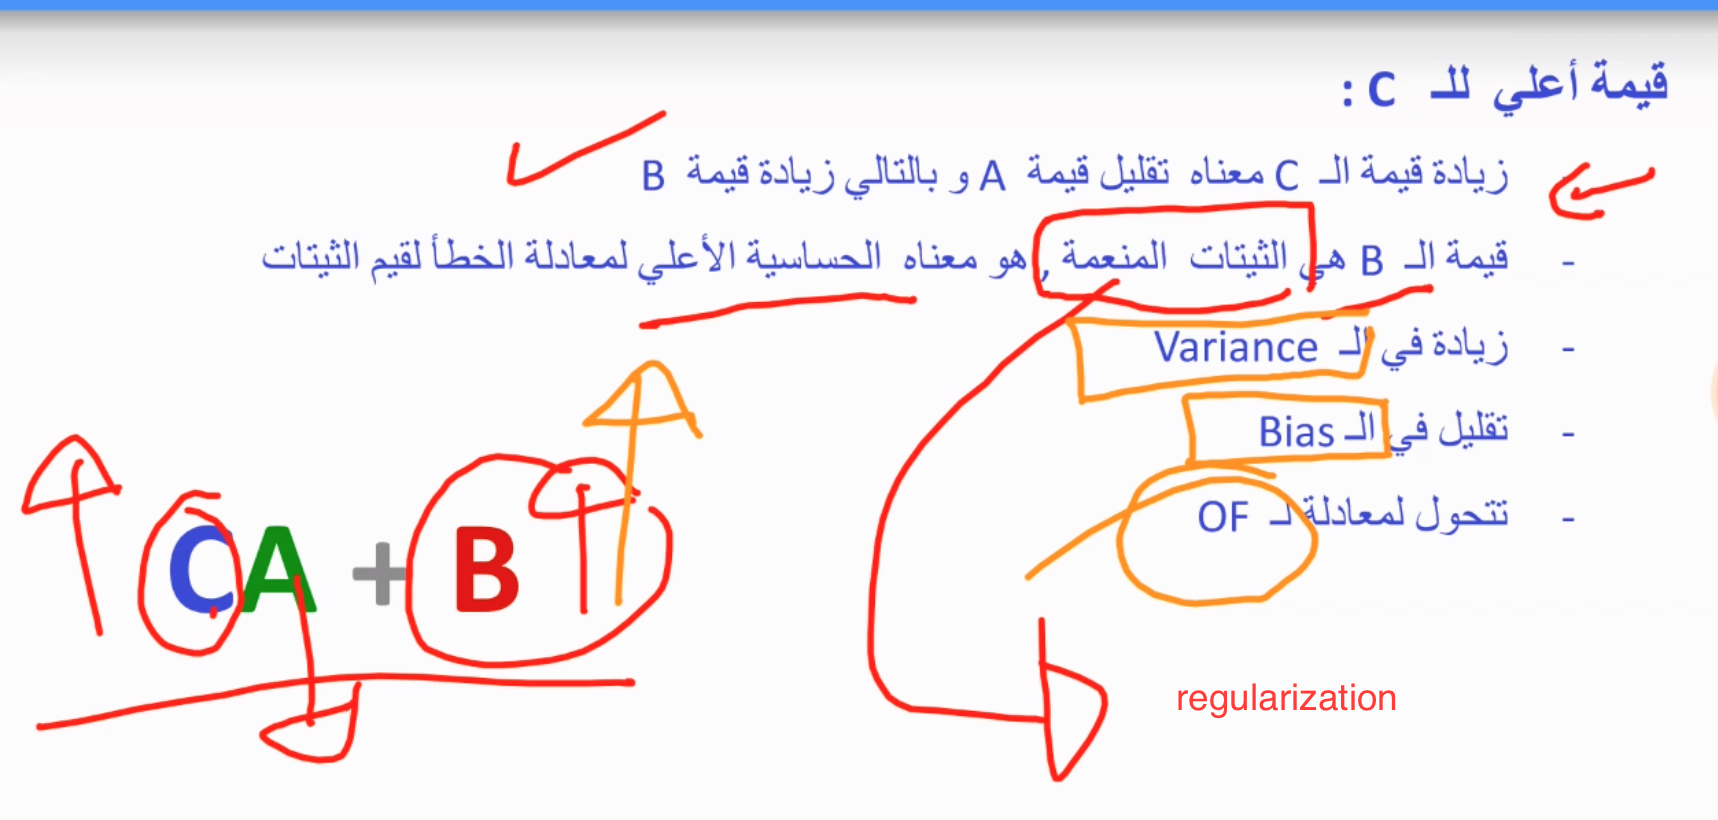 قيمة أعلي للـ C :
زيادة قيمة الـ C معناه تقليل قيمة A و بالتالي زيادة قيمة B
- قيمة الـ B هي الثيتات المنعمة , هو معناه الحساسية الأعلي لمعادلة الخطأ لقيم الثيتات
- زيادة في الـ Variance
- تقليل في الـ Bias
- تتحول لمعادلة لـ OF
CA + B
regularization